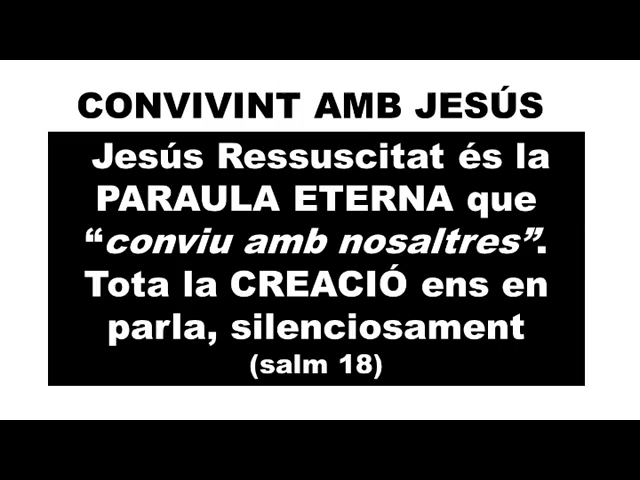 CONVIVINT AMB JESÚS
Jesús Ressuscitat és la
PARAULA ETERNA que
“conviu amb nosaltres”.
Tota la CREACIÓ ens en
parla, silenciosament
(salm 18)